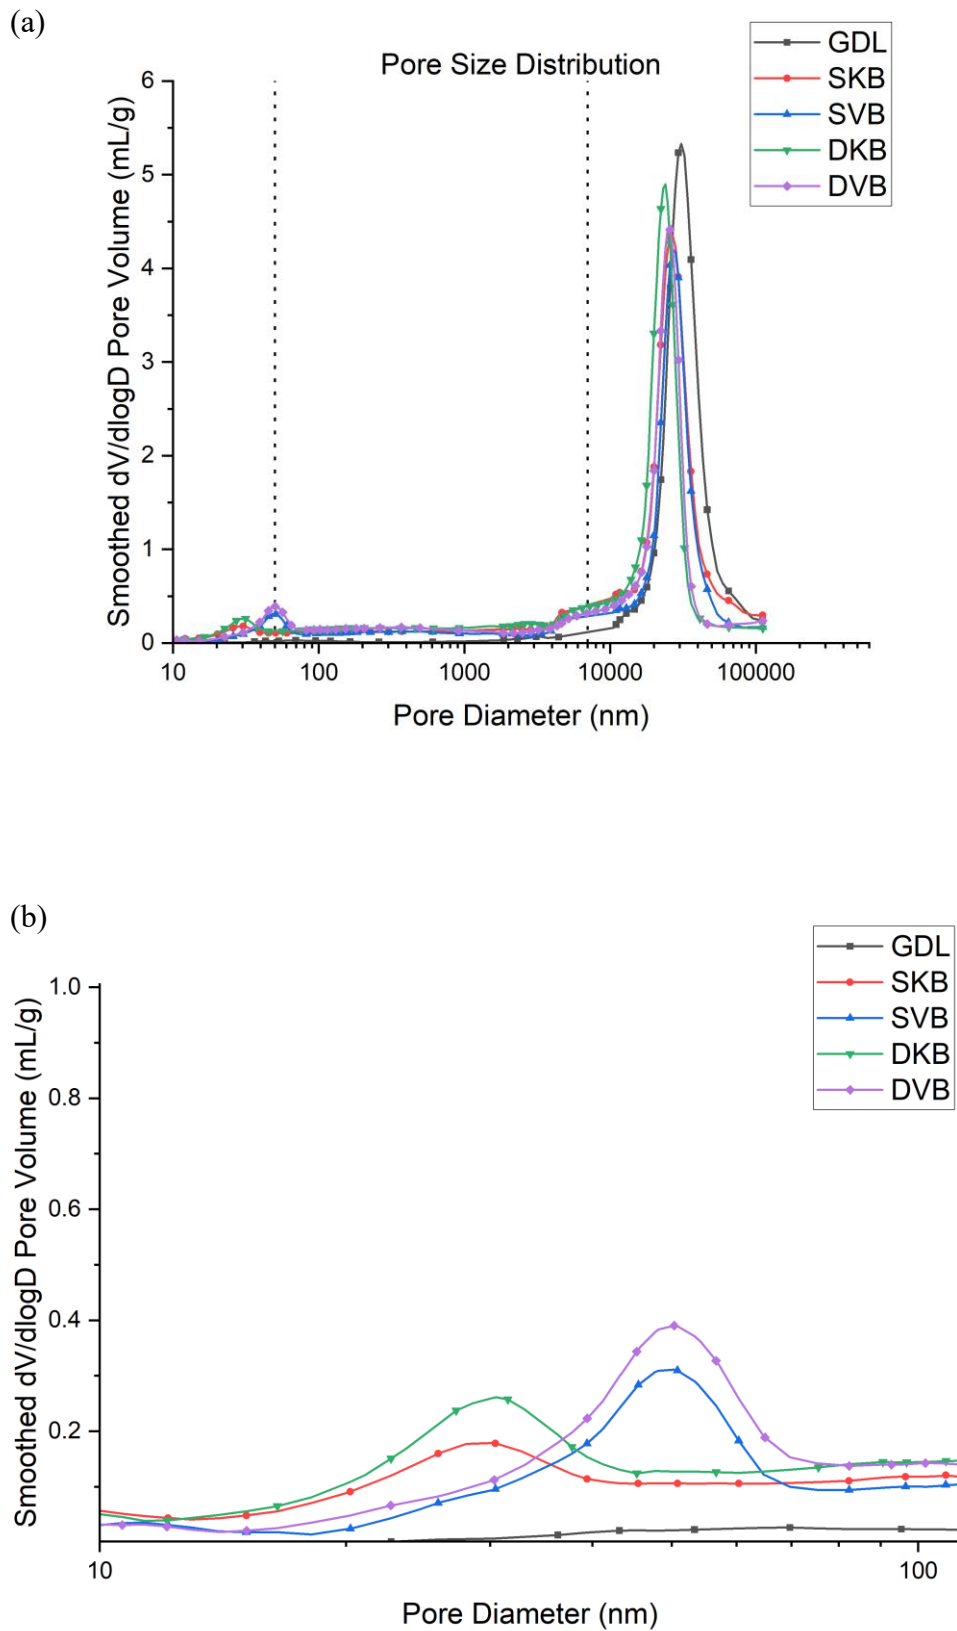 (a)
Pore Size Distribution
GDL
SKB
SVB
DKB
DVB
Smoothed dV/dlogD Pore Volume (mL/g)
6
5
4
3
2
1
0
10 100 1000 10000 100000
Pore Diameter (nm)
(b)
GDL
SKB
SVB
DKB
DVB
Smoothed dV/dlogD Pore Volume (mL/g)
1.0
0.8
0.6
0.4
0.2
10 100
Pore Diameter (nm)